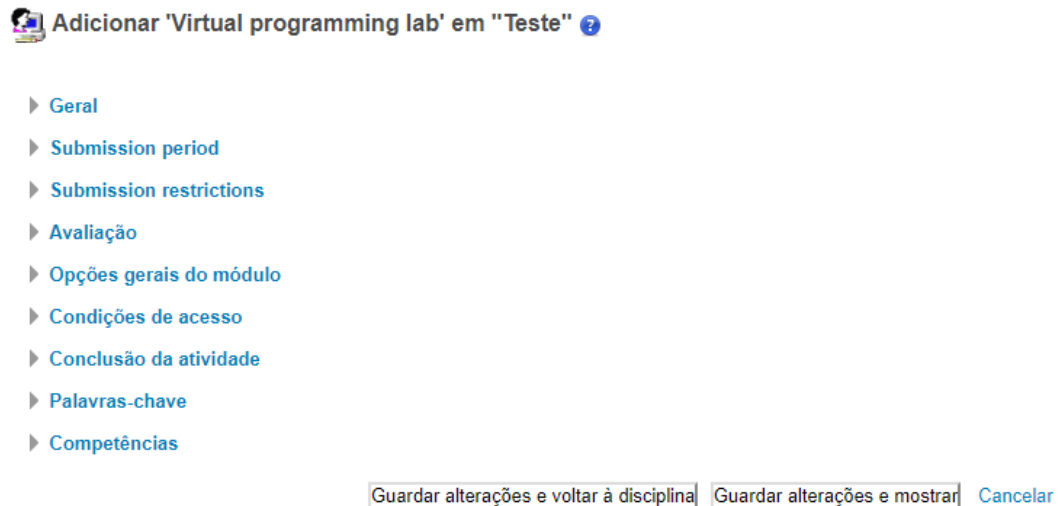 Adicionar 'Virtual programming lab' em "Teste"
Geral
Submission period
Submission restrictions
Avaliação
Opções gerais do módulo
Condições de acesso
Conclusão da atividade
Palavras-chave
Competências
Guardar alterações e voltar à disciplina Guardar alterações e mostrar Cancelar